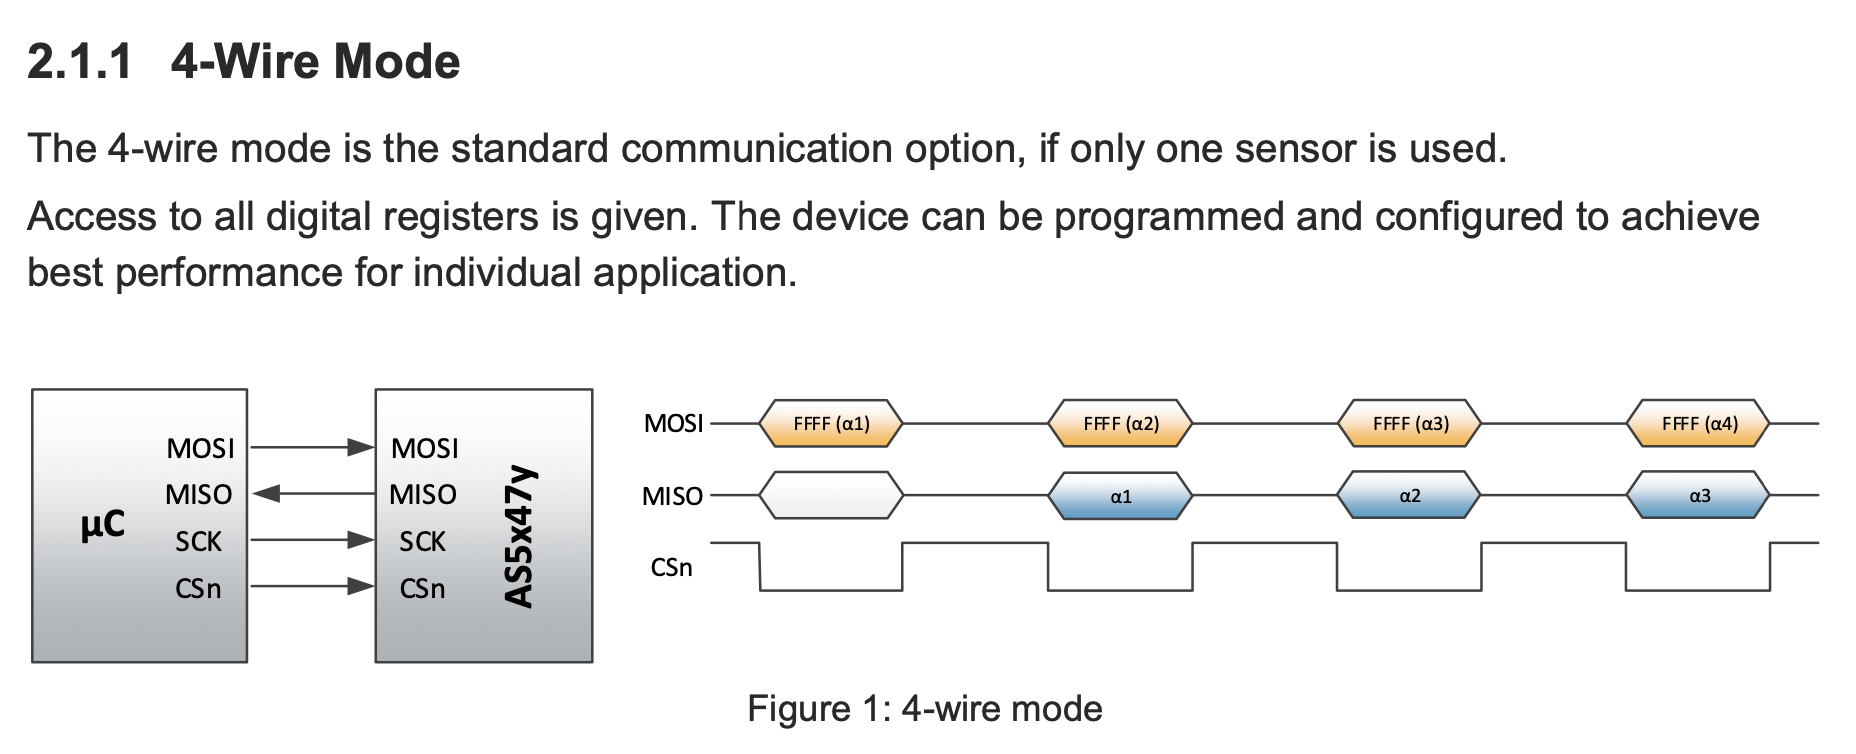 2.1.1 4-Wire Mode
The 4-wire mode is the standard communication option, if only one sensor is used.
Access to all digital registers is given. The device can be programmed and configured to achieve
best performance for individual application.
µC
MOSI
MISO
SCK
CSn
MOSI
MISO
SCK
CSn
AS5x47y
MOSI FFFF (α1) FFFF (α2) FFFF (α3) FFFF (α4)
MISO α1 α2 α3
CSn
Figure 1: 4-wire mode